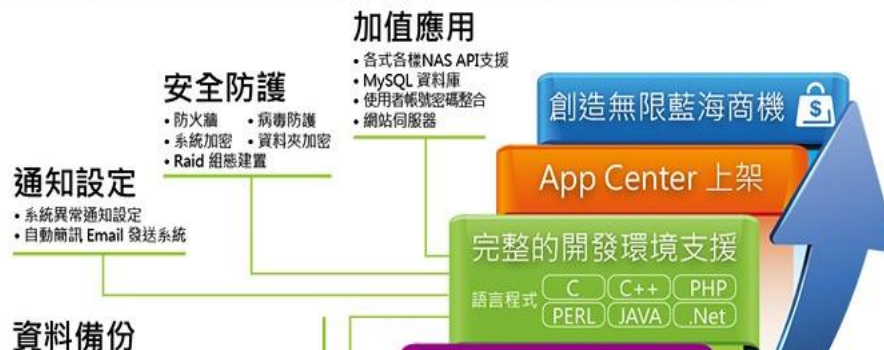 加值應用
• 各式各樣NAS API支援
• MySQL 資料庫
• 使用者帳號密碼整合
• 網站伺服器
安全防護
• 防火牆 • 病毒防護
• 系統加密 • 資料夾加密
• Raid 組態建置
通知設定
• 系統異常通知設定
• 自動簡訊 Email 發送系統
資料備份
創造無限藍海商機 $
App Center 上架
完整的開發環境支援
語言程式 C C++ PHP
PERL JAVA .Net